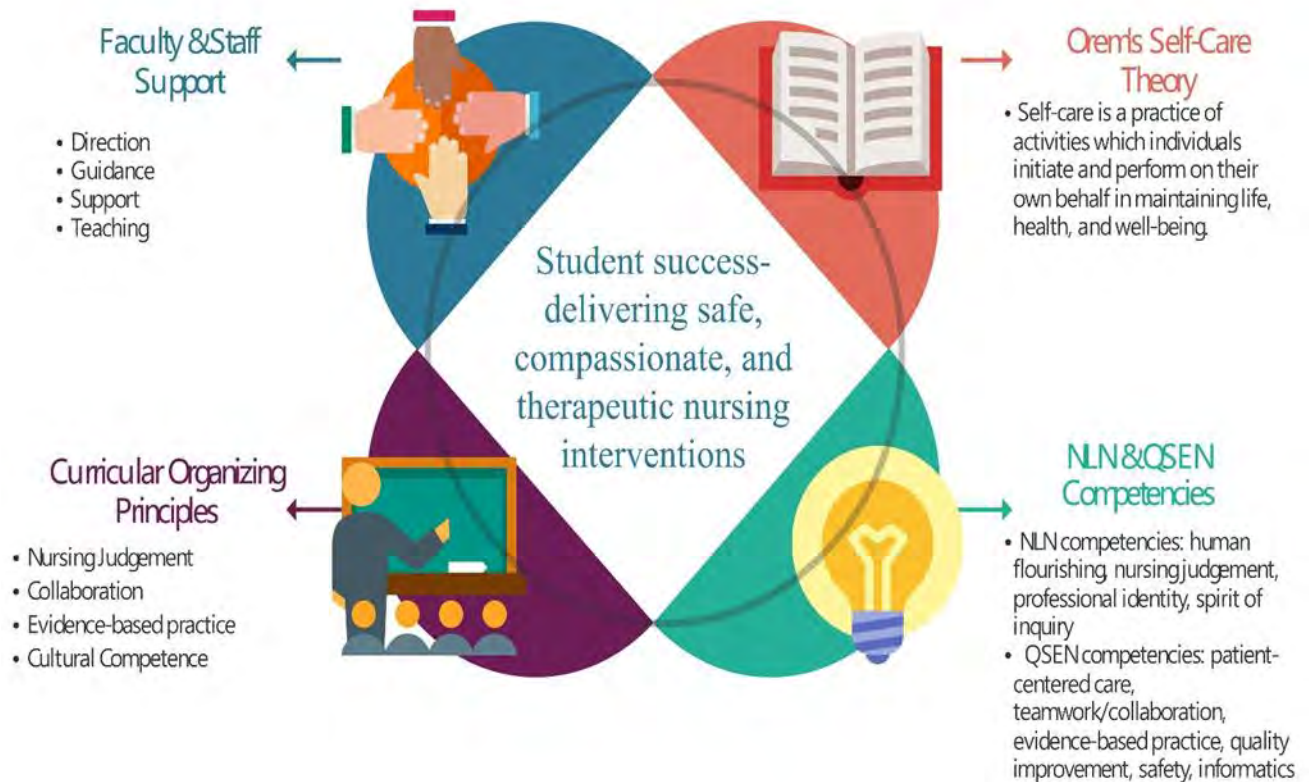 Faculty & Staff
Support
• Direction
• Guidance
• Support
• Teaching
Orem's Self-Care
Theory
• Self-care is a practice of
activities which individuals
initiate and perform on their
own behalf in maintaining life,
health, and well-being.
Student success-
delivering safe,
compassionate, and
therapeutic nursing
interventions
Curricular Organizing
Principles
• Nursing Judgement
• Collaboration
• Evidence-based practice
• Cultural Competence
NLN & QSEN
Competencies
• NLN competencies: human
flourishing, nursing judgement,
professional identity, spirit of
inquiry
• QSEN competencies: patient-
centered care,
teamwork/collaboration,
evidence-based practice, quality
improvement, safety, informatics